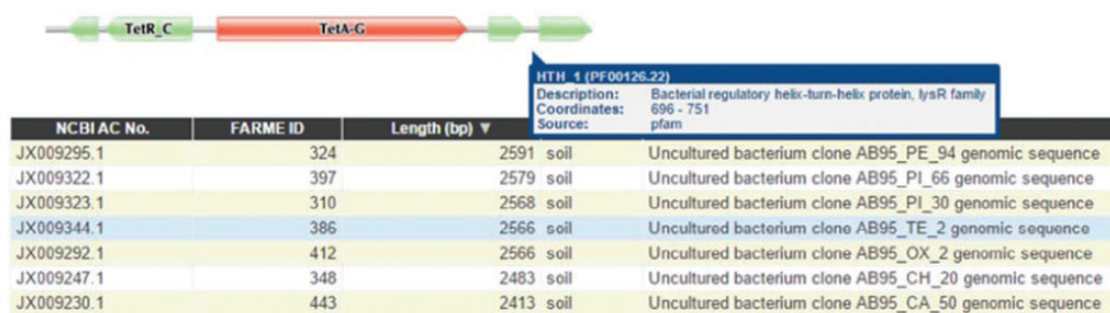 TetR_C TetA-G
HTH_1 (PF00126.22)
Description: Bacterial regulatory helix-turn-helix protein, lysR family
Coordinates: 696 - 751
Source: pfam
NCBI AC No. FARME ID Length (bp) ▼
JX009295.1 324 2591 soil Uncultured bacterium clone AB95_PE_94 genomic sequence
JX009322.1 397 2579 soil Uncultured bacterium clone AB95_PI_66 genomic sequence
JX009323.1 310 2568 soil Uncultured bacterium clone AB95_PI_30 genomic sequence
JX009344.1 386 2566 soil Uncultured bacterium clone AB95_TE_2 genomic sequence
JX009292.1 412 2566 soil Uncultured bacterium clone AB95_OX_2 genomic sequence
JX009247.1 348 2483 soil Uncultured bacterium clone AB95_CH_20 genomic sequence
JX009230.1 443 2413 soil Uncultured bacterium clone AB95_CA_50 genomic sequence